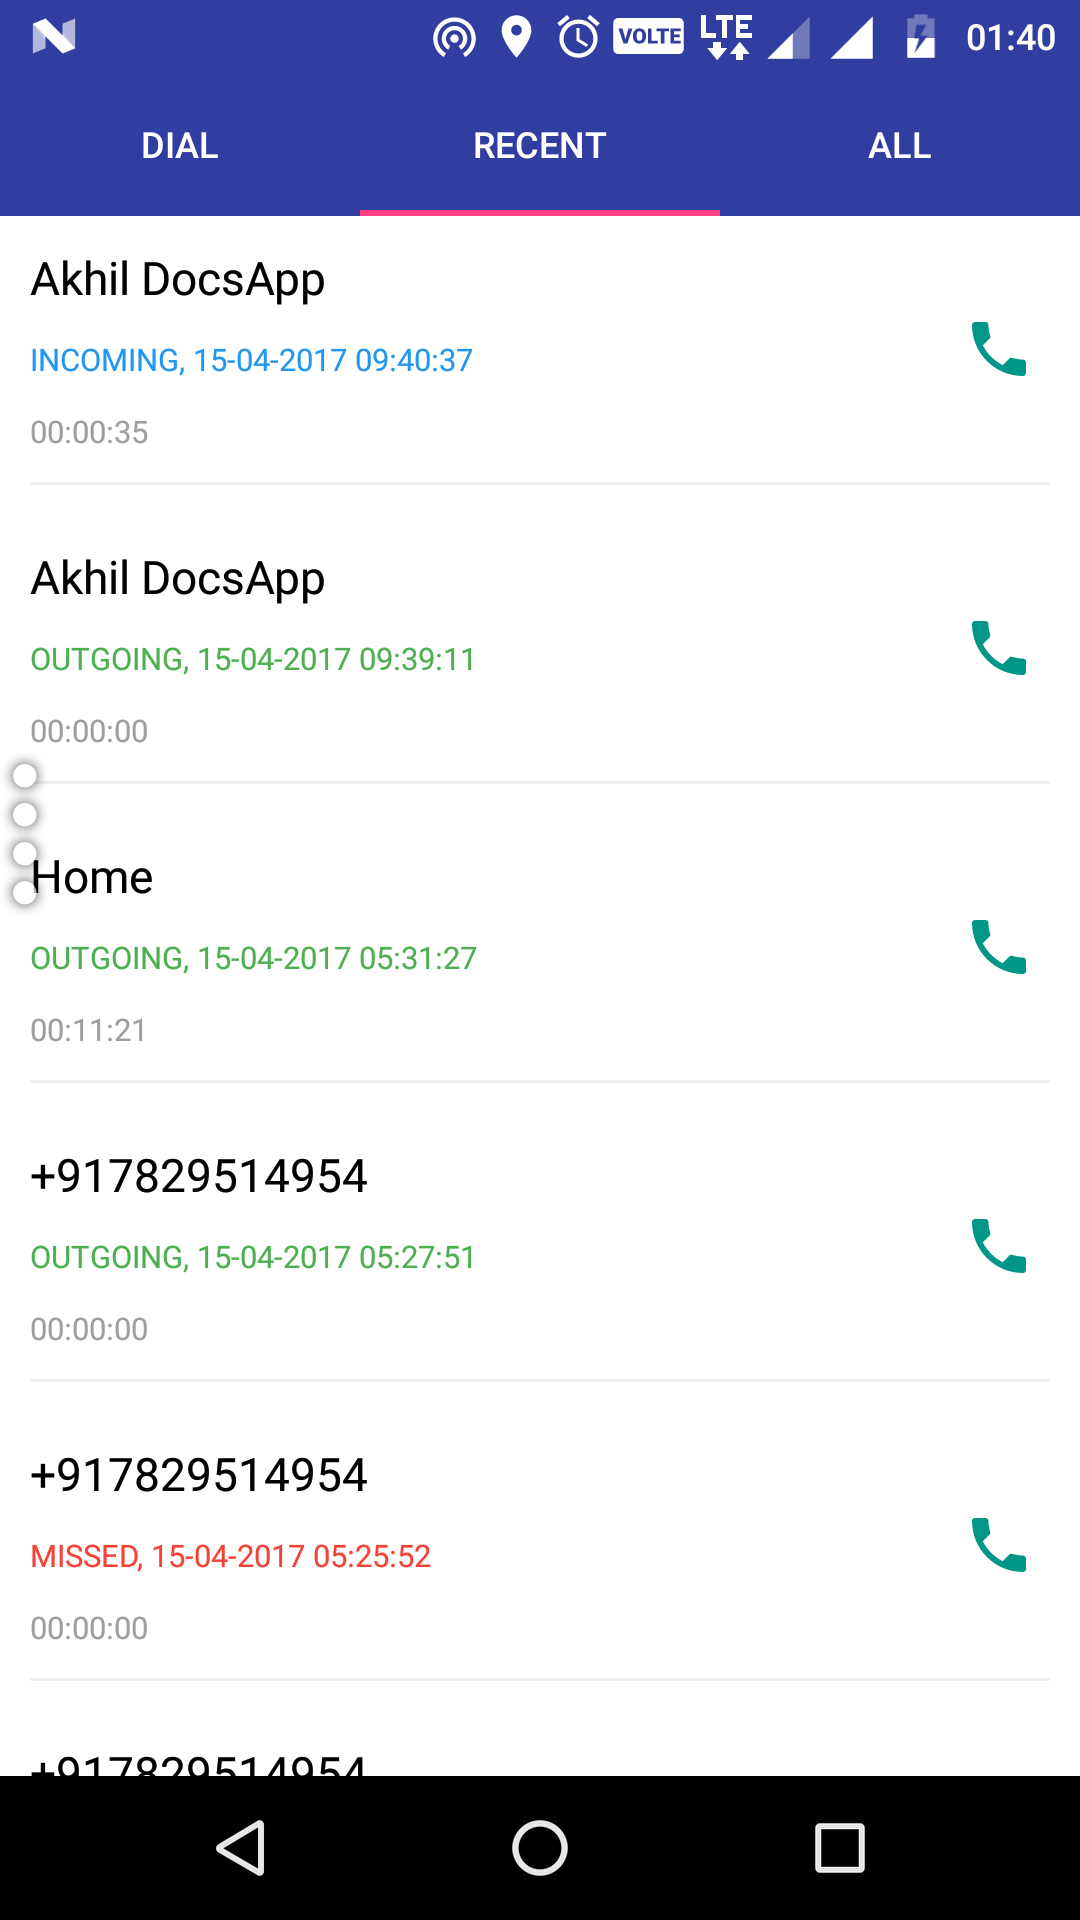 VOLTE LTE 01:40
DIAL RECENT ALL
Akhil DocsApp
INCOMING, 15-04-2017 09:40:37
00:00:35
Akhil DocsApp
OUTGOING, 15-04-2017 09:39:11
00:00:00
Home
OUTGOING, 15-04-2017 05:31:27
00:11:21
+917829514954
OUTGOING, 15-04-2017 05:27:51
00:00:00
+917829514954
MISSED, 15-04-2017 05:25:52
00:00:00
+917829514954